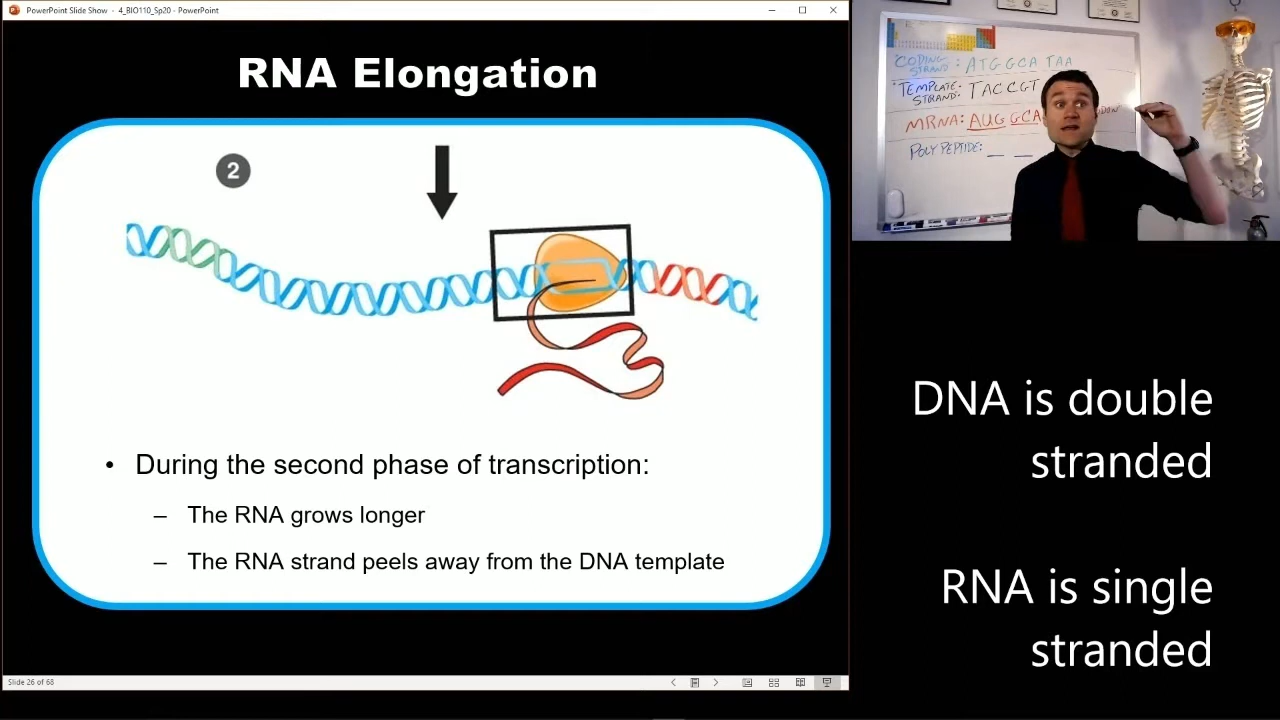 PowerPoint Slide Show - 4_BIO110_Sp20 - PowerPoint
RNA Elongation
2
• During the second phase of transcription:
– The RNA grows longer
– The RNA strand peels away from the DNA template
Slide 26 of 68
CODING STRAND: ATG GCA TAA
TEMPLATE STRAND: TAC CGT
MRNA: AUG GCA
POLYPEPTIDE: _ _
DNA is double
stranded
RNA is single
stranded